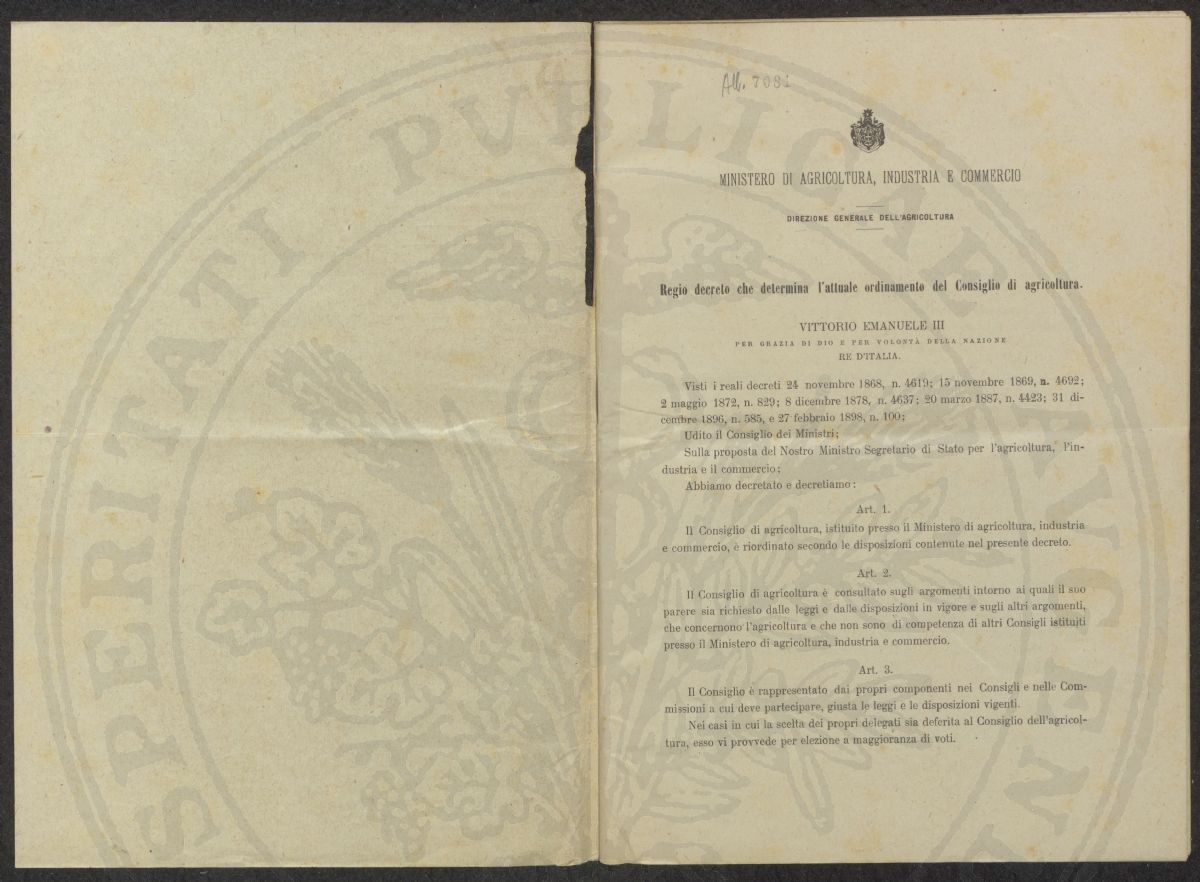 All. 7081
MINISTERO DI AGRICOLTURA, INDUSTRIA E COMMERCIO
DIREZIONE GENERALE DELL'AGRICOLTURA
Regio decreto che determina l'attuale ordinamento del Consiglio di agricoltura.
VITTORIO EMANUELE III
PER GRAZIA DI DIO E PER VOLONTÀ DELLA NAZIONE
RE D'ITALIA.
Visti i reali decreti 24 novembre 1868, n. 4619; 15 novembre 1869, n. 4692;
2 maggio 1872, n. 829; 8 dicembre 1878, n. 4637; 20 marzo 1887, n. 4423; 31 di-
cembre 1896, n. 585, e 27 febbraio 1898, n. 100;
Udito il Consiglio dei Ministri;
Sulla proposta del Nostro Ministro Segretario di Stato per l'agricoltura, l'in-
dustria e il commercio;
Abbiamo decretato e decretiamo:
Art. 1.
Il Consiglio di agricoltura, istituito presso il Ministero di agricoltura, industria
e commercio, è riordinato secondo le disposizioni contenute nel presente decreto.
Art. 2.
Il Consiglio di agricoltura è consultato sugli argomenti intorno ai quali il suo
parere sia richiesto dalle leggi e dalle disposizioni in vigore e sugli altri argomenti,
che concernono l'agricoltura e che non sono di competenza di altri Consigli istituiti
presso il Ministero di agricoltura, industria e commercio.
Art. 3.
Il Consiglio è rappresentato dai propri componenti nei Consigli e nelle Com-
missioni a cui deve partecipare, giusta le leggi e le disposizioni vigenti.
Nei casi in cui la scelta dei propri delegati sia deferita al Consiglio dell'agricol-
tura, esso vi provvede per elezione a maggioranza di voti.
SPERITATI PUBLICAE AUGEN